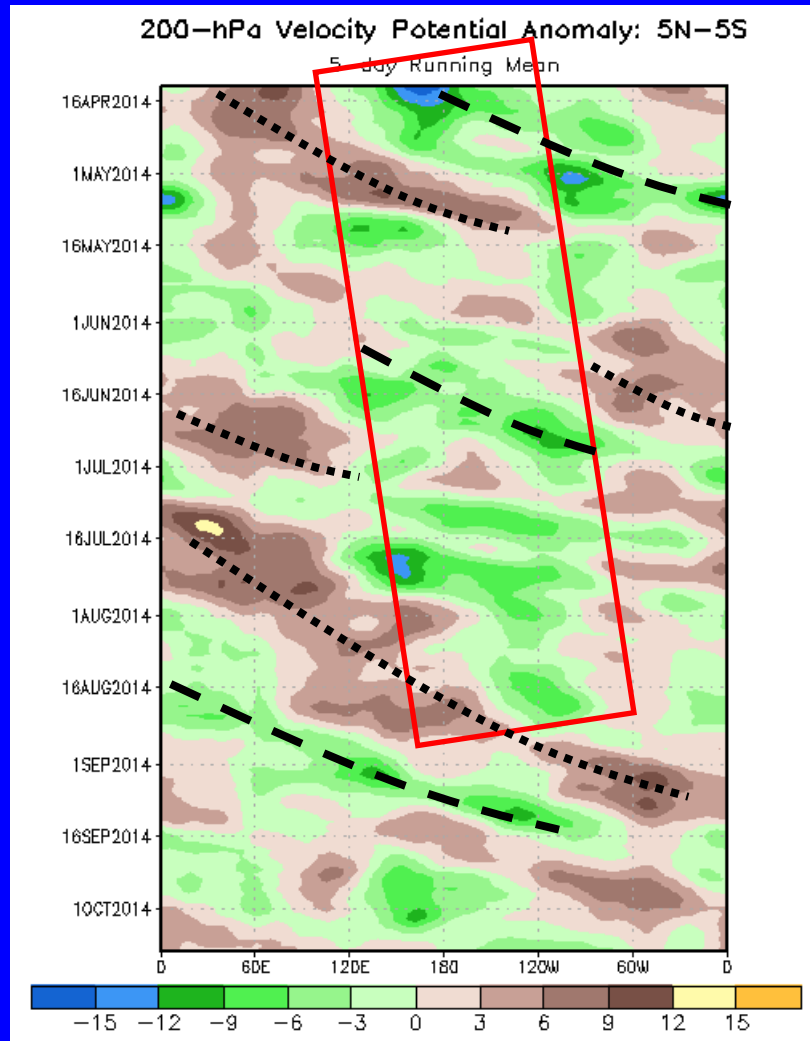 200-hPa Velocity Potential Anomaly: 5N-5S
5-day Running Mean
16APR2014
1MAY2014
16MAY2014
1JUN2014
16JUN2014
1JUL2014
16JUL2014
1AUG2014
16AUG2014
1SEP2014
16SEP2014
1OCT2014
0 60E 120E 180 120W 60W 0
-15 -12 -9 -6 -3 0 3 6 9 12 15